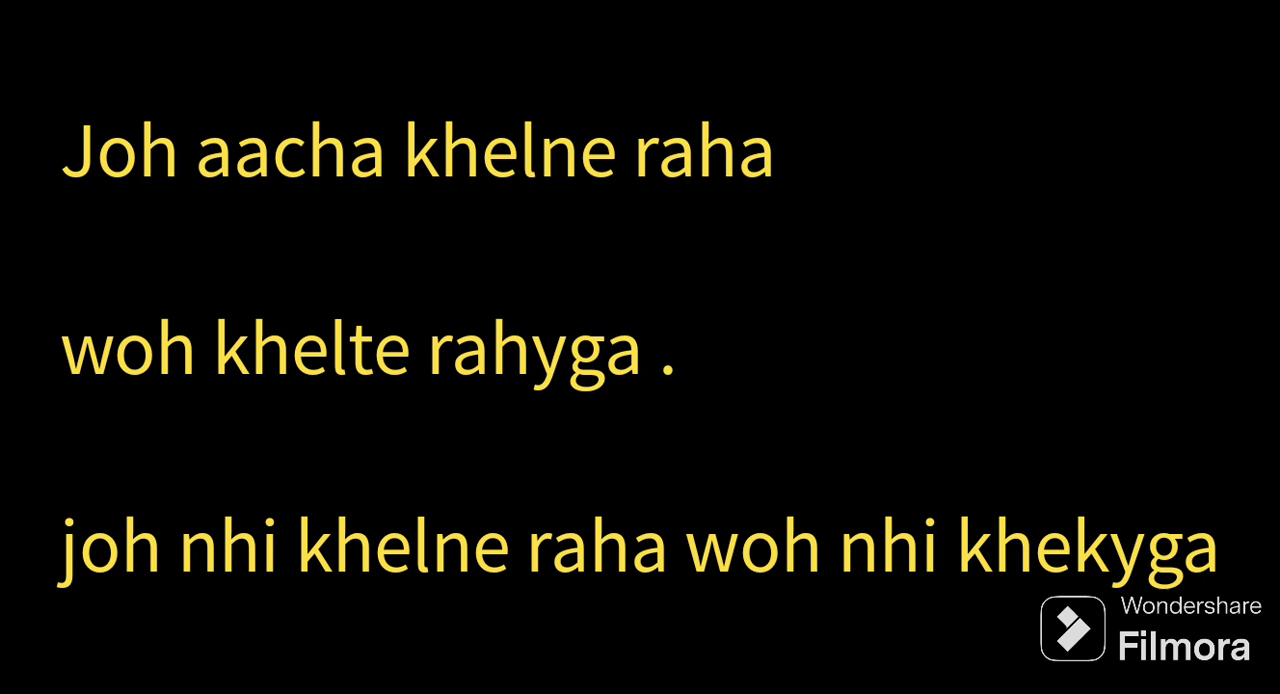 Joh aacha khelne raha
woh khelte rahyga .
joh nhi khelne raha woh nhi khekyga
Wondershare
Filmora